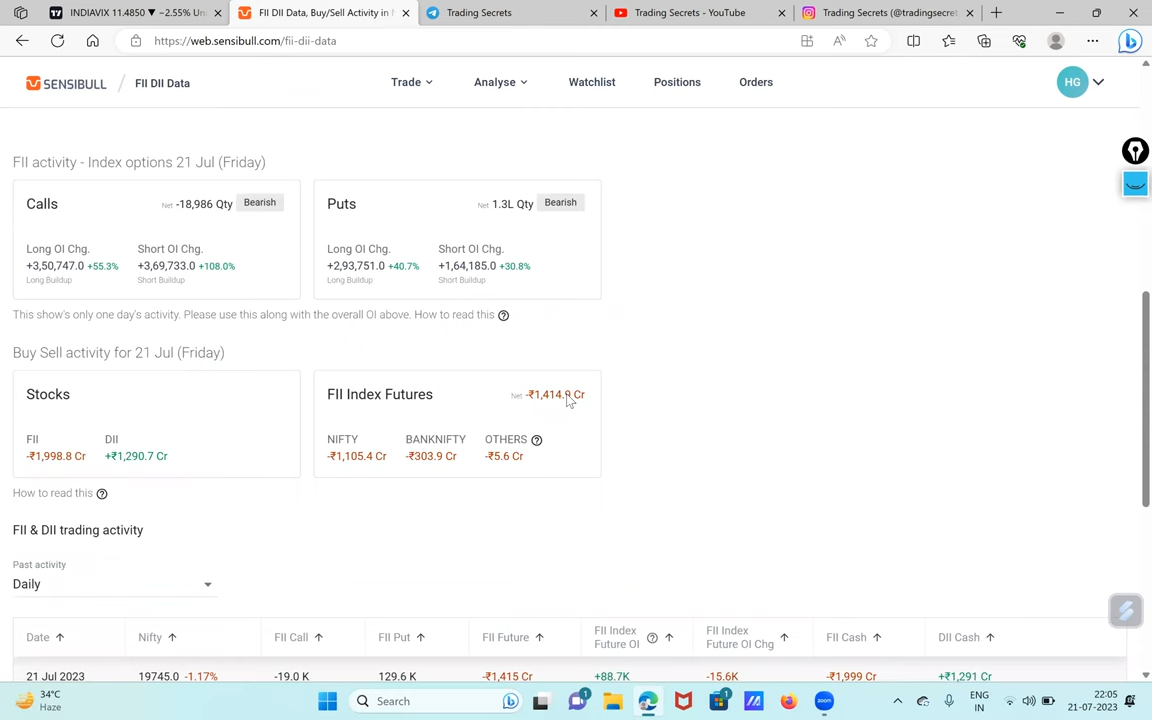 INDIAVIX 11.4850 ▼ −2.55% Un
FII DII Data, Buy/Sell Activity in N
Trading Secrets
Trading Secrets - YouTube
Trading Secrets (@tradingsecret
https://web.sensibull.com/fii-dii-data
SENSIBULL / FII DII Data
Trade
Analyse
Watchlist
Positions
Orders
HG
FII activity - Index options 21 Jul (Friday)
Calls
Net -18,986 Qty Bearish
Long OI Chg.
Short OI Chg.
+3,50,747.0 +55.3%
+3,69,733.0 +108.0%
Long Buildup
Short Buildup
Puts
Net 1.3L Qty Bearish
Long OI Chg.
Short OI Chg.
+2,93,751.0 +40.7%
+1,64,185.0 +30.8%
Long Buildup
Short Buildup
This show's only one day's activity. Please use this along with the overall OI above. How to read this
Buy Sell activity for 21 Jul (Friday)
Stocks
FII
DII
-₹1,998.8 Cr
+₹1,290.7 Cr
FII Index Futures
Net -₹1,414.9 Cr
NIFTY
BANKNIFTY
OTHERS
-₹1,105.4 Cr
-₹303.9 Cr
-₹5.6 Cr
How to read this
FII & DII trading activity
Past activity
Daily
Date
Nifty
FII Call
FII Put
FII Future
FII Index
Future OI
FII Index
Future OI Chg
FII Cash
DII Cash
21 Jul 2023
19745.0 -1.17%
-19.0 K
129.6 K
-₹1,415 Cr
+88.7K
-15.6K
-₹1,999 Cr
+₹1,291 Cr
34°C
Haze
Search
1
1
zoom
ENG
IN
22:05
21-07-2023